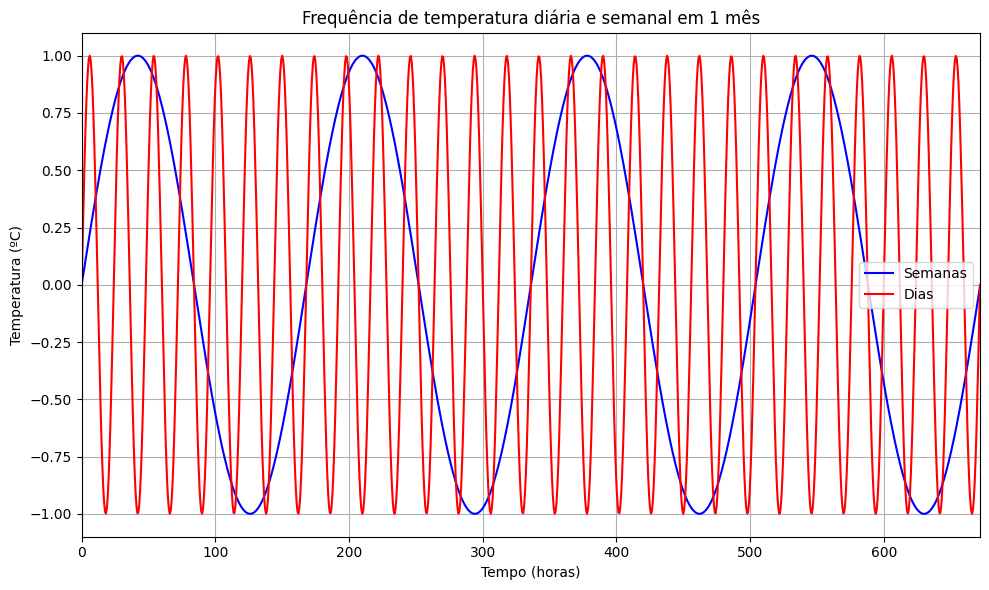 Frequência de temperatura diária e semanal em 1 mês
Temperatura (ºC)
1.00
0.75
0.50
0.25
0.00
−0.25
−0.50
−0.75
−1.00
Semanas
Dias
0 100 200 300 400 500 600
Tempo (horas)